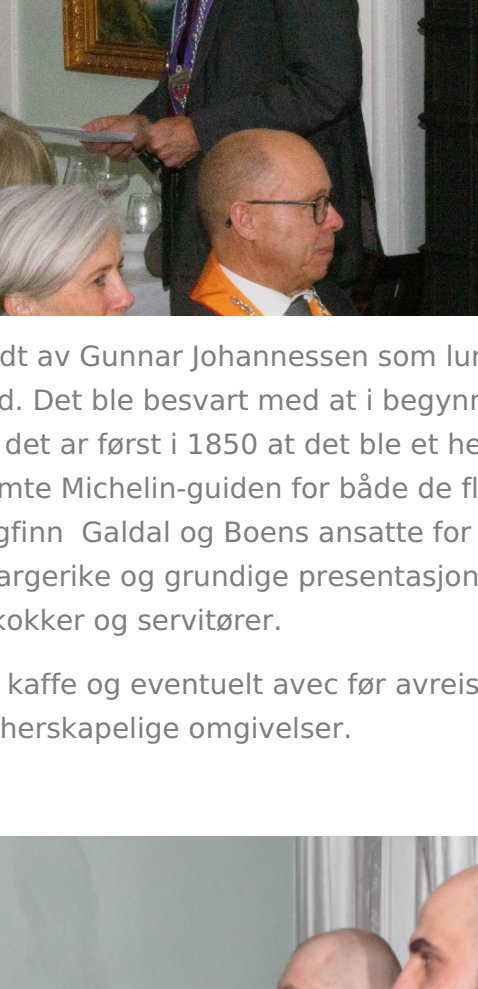 dt av Gunnar Johannessen som lur
d. Det ble besvart med at i begynn
det ar først i 1850 at det ble et he
mte Michelin-guiden for både de fl
gfinn  Galdal og Boens ansatte for
argerike og grundige presentasjon
kokker og servitører.
kaffe og eventuelt avec før avreis
herskapelige omgivelser.